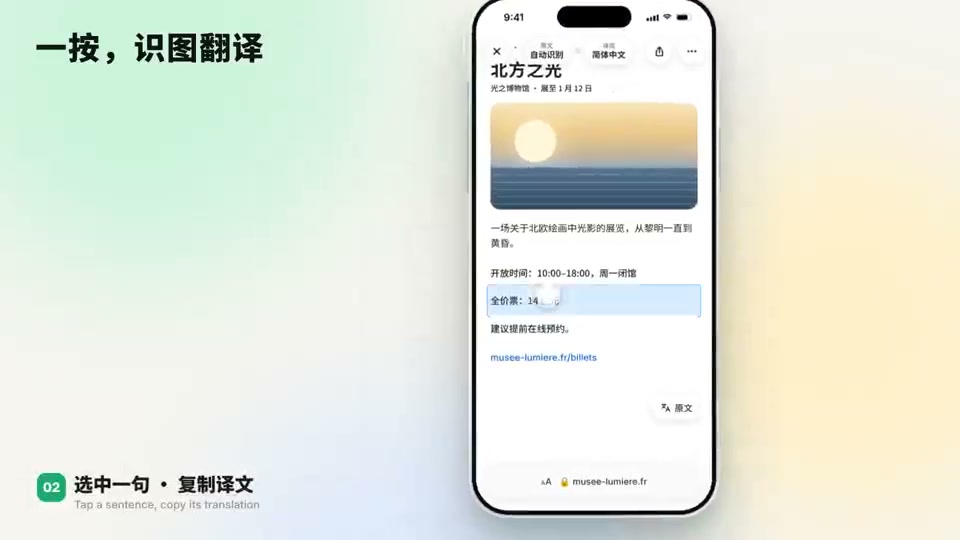 一按，识图翻译
9:41
原文
自动识别
译成
简体中文
北方之光
光之博物馆 · 展至 1 月 12 日
一场关于北欧绘画中光影的展览，从黎明一直到
黄昏。
开放时间：10:00–18:00，周一闭馆
全价票：14
建议提前在线预约。
musee-lumiere.fr/billets
原文
AA musee-lumiere.fr
02 选中一句 · 复制译文
Tap a sentence, copy its translation